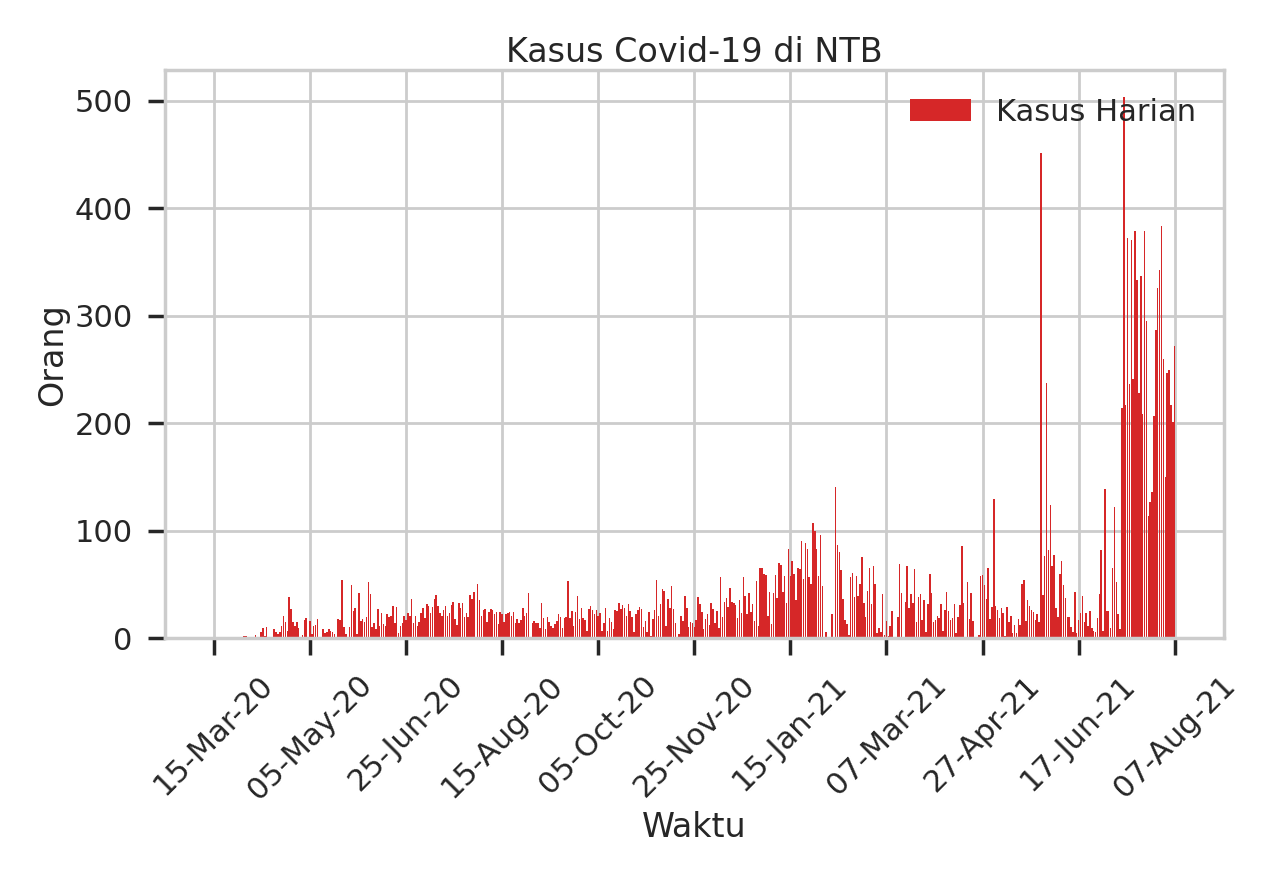 Kasus Covid-19 di NTB
Kasus Harian
Orang
500
400
300
200
100
0
15-Mar-20
05-May-20
25-Jun-20
15-Aug-20
05-Oct-20
25-Nov-20
15-Jan-21
07-Mar-21
27-Apr-21
17-Jun-21
07-Aug-21
Waktu